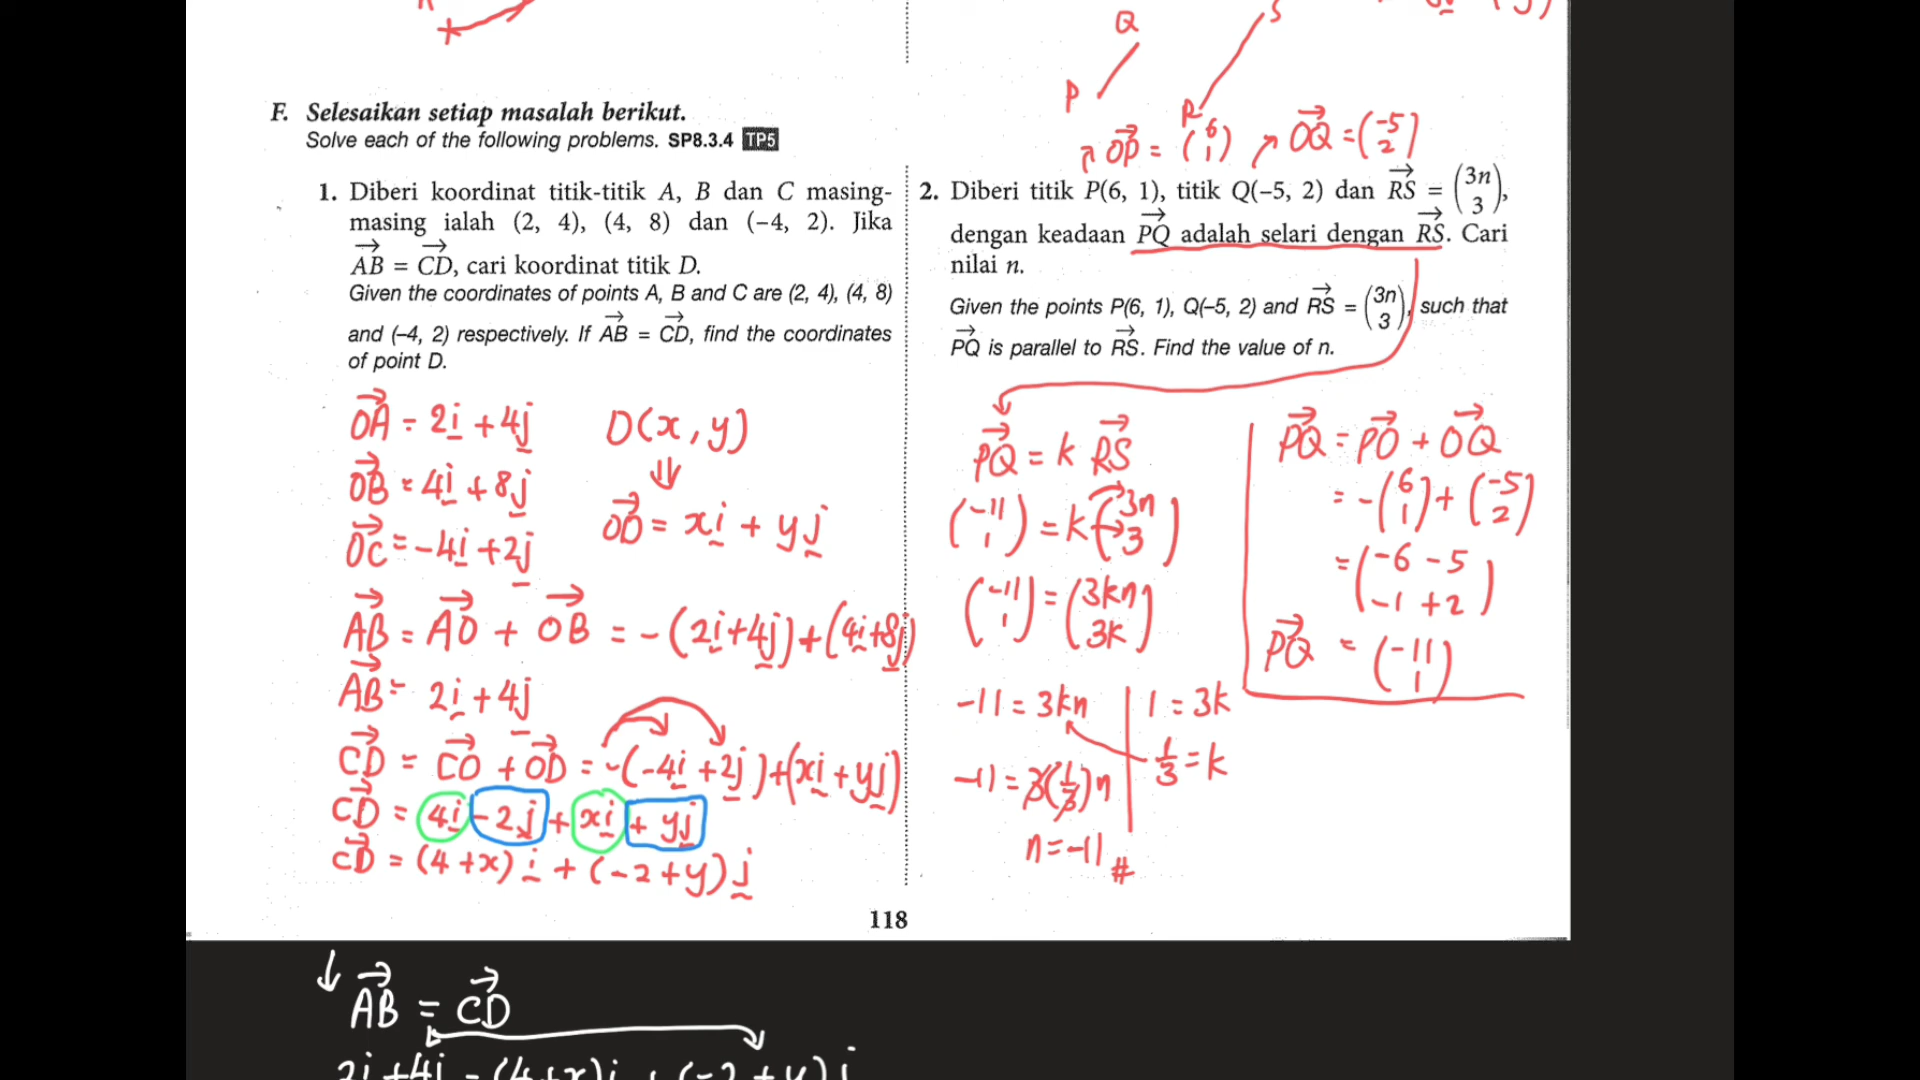 Q
S
P
R
→OP = (6 1) →OQ = (-5 2)
F. Selesaikan setiap masalah berikut.
Solve each of the following problems. SP8.3.4 TP5
1. Diberi koordinat titik-titik A, B dan C masing-
masing ialah (2, 4), (4, 8) dan (–4, 2). Jika
→AB = →CD, cari koordinat titik D.
Given the coordinates of points A, B and C are (2, 4), (4, 8)
and (–4, 2) respectively. If →AB = →CD, find the coordinates
of point D.
→OA = 2i + 4j
D(x, y)
⇓
→OB = 4i + 8j
→OD = xi + yj
→OC = -4i + 2j
→AB = →AO + →OB = -(2i+4j)+(4i+8j)
→AB = 2i + 4j
→CD = →CO + →OD = -(-4i + 2j)+(xi + yj)
→CD = 4i - 2j + xi + yj
→CD = (4 + x)i + (-2 + y)j
2. Diberi titik P(6, 1), titik Q(–5, 2) dan →RS = (3n 3),
dengan keadaan →PQ adalah selari dengan →RS. Cari
nilai n.
Given the points P(6, 1), Q(–5, 2) and →RS = (3n 3), such that
→PQ is parallel to →RS. Find the value of n.
→PQ = k →RS
(-11 1) = k(3n 3)
(-11 1) = (3kn 3k)
-11 = 3kn
1 = 3k
1/3 = k
-11 = 3(1/3)n
n = -11 #
→PQ = →PO + →OQ
= -(6 1) + (-5 2)
= (-6 - 5 -1 + 2)
→PQ = (-11 1)
118
↓ →AB = →CD
2i + 4j = (4+x)i + (-2 + y)j